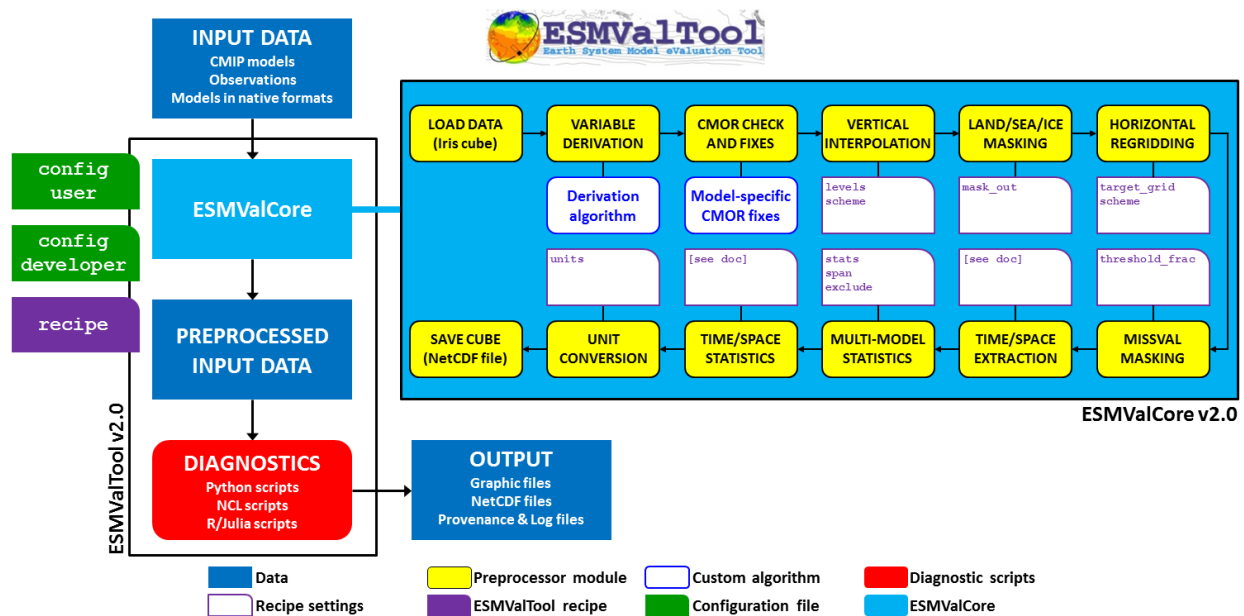 ESMValTool
Earth System Model eValuation Tool
INPUT DATA
CMIP models
Observations
Models in native formats
config
user
config
developer
recipe
ESMValCore
PREPROCESSED
INPUT DATA
DIAGNOSTICS
Python scripts
NCL scripts
R/Julia scripts
ESMValTool v2.0
OUTPUT
Graphic files
NetCDF files
Provenance & Log files
LOAD DATA
(Iris cube)
VARIABLE
DERIVATION
CMOR CHECK
AND FIXES
VERTICAL
INTERPOLATION
LAND/SEA/ICE
MASKING
HORIZONTAL
REGRIDDING
Derivation
algorithm
Model-specific
CMOR fixes
levels
scheme
mask_out
target_grid
scheme
units
[see doc]
stats
span
exclude
[see doc]
threshold_frac
SAVE CUBE
(NetCDF file)
UNIT
CONVERSION
TIME/SPACE
STATISTICS
MULTI-MODEL
STATISTICS
TIME/SPACE
EXTRACTION
MISSVAL
MASKING
ESMValCore v2.0
Data
Preprocessor module
Custom algorithm
Diagnostic scripts
Recipe settings
ESMValTool recipe
Configuration file
ESMValCore